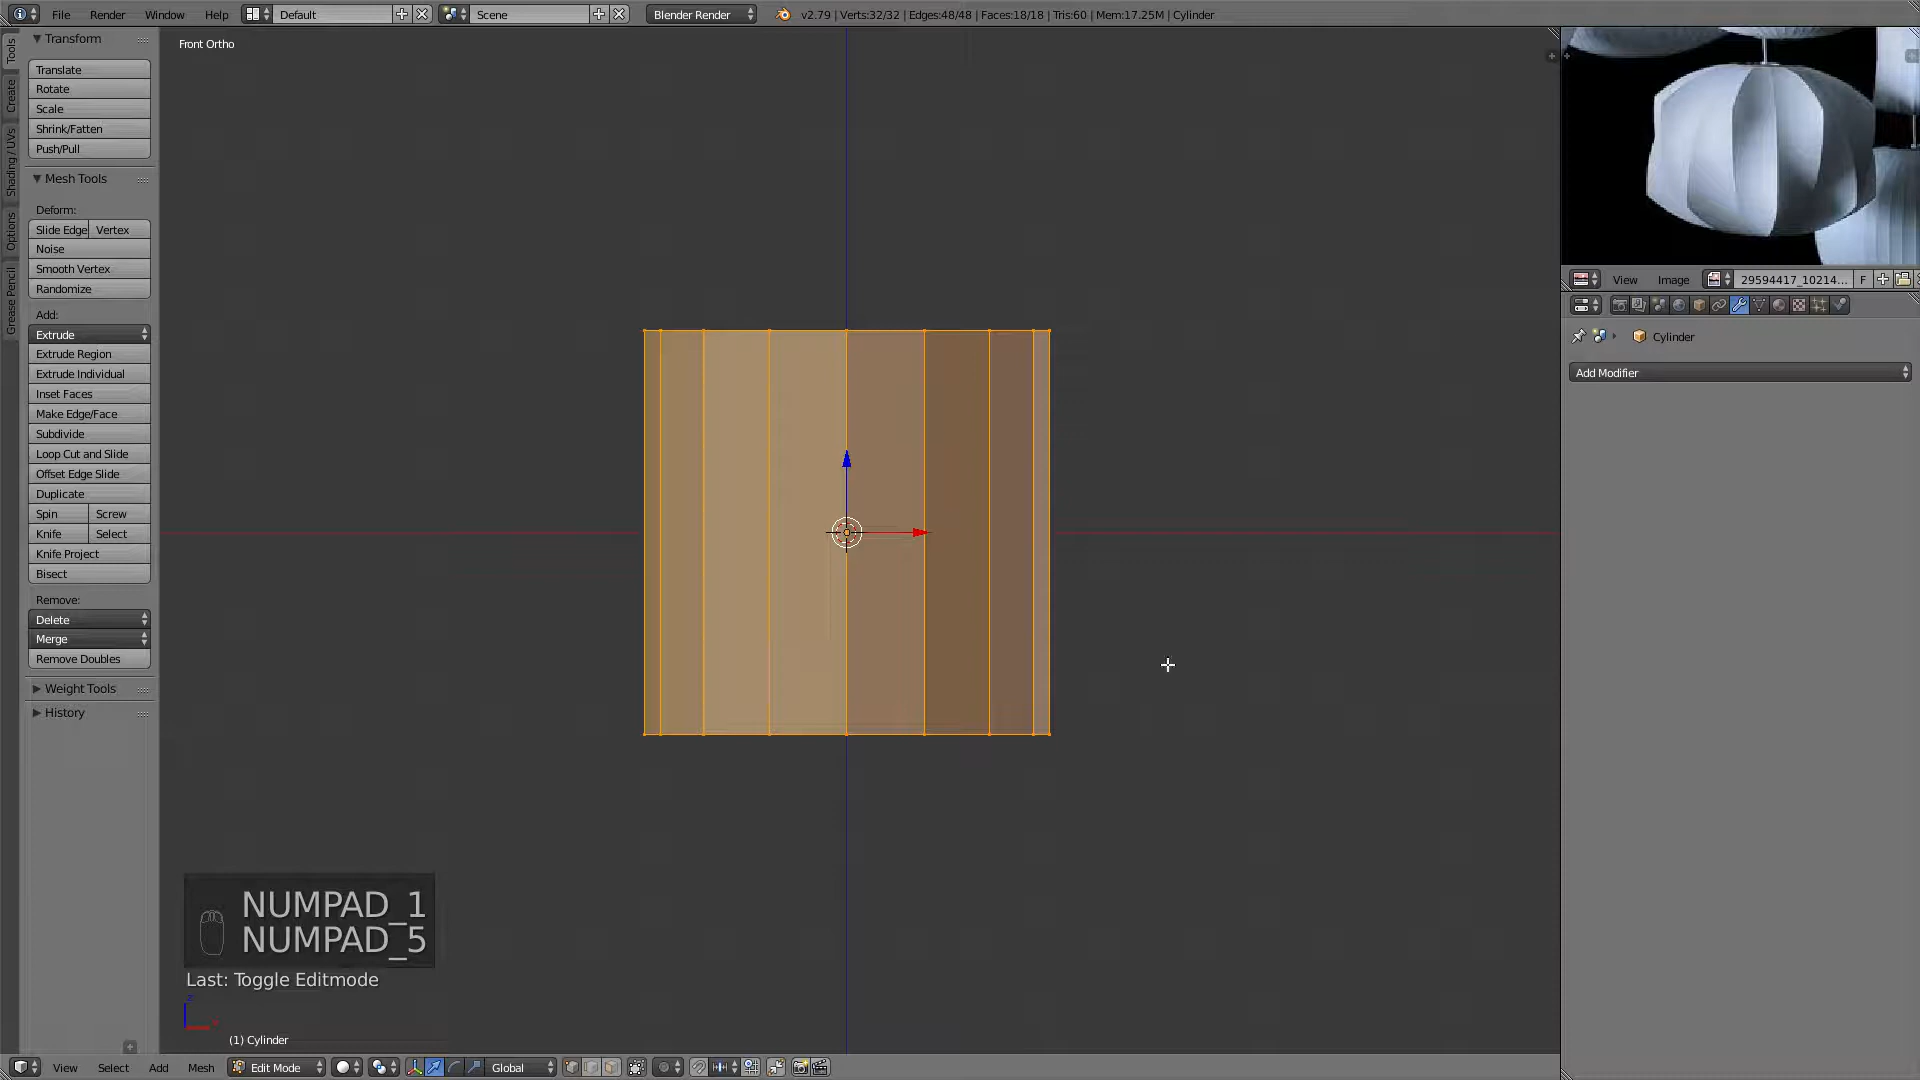 File Render Window Help Default Scene Blender Render v2.79 | Verts:32/32 | Edges:48/48 | Faces:18/18 | Tris:60 | Mem:17.25M | Cylinder
Tools
Create
Shading / UVs
Options
Grease Pencil
Transform
Translate
Rotate
Scale
Shrink/Fatten
Push/Pull
Mesh Tools
Deform:
Slide Edge Vertex
Noise
Smooth Vertex
Randomize
Add:
Extrude
Extrude Region
Extrude Individual
Inset Faces
Make Edge/Face
Subdivide
Loop Cut and Slide
Offset Edge Slide
Duplicate
Spin Screw
Knife Select
Knife Project
Bisect
Remove:
Delete
Merge
Remove Doubles
Weight Tools
History
Front Ortho
NUMPAD_1
NUMPAD_5
Last: Toggle Editmode
z
x
(1) Cylinder
View Select Add Mesh Edit Mode Global
View Image 29594417_10214... F
Cylinder
Add Modifier